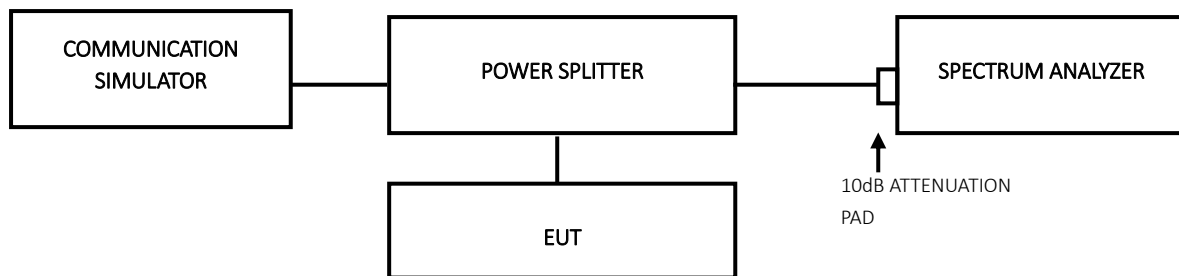 COMMUNICATION
SIMULATOR
POWER SPLITTER
SPECTRUM ANALYZER
10dB ATTENUATION
PAD
EUT